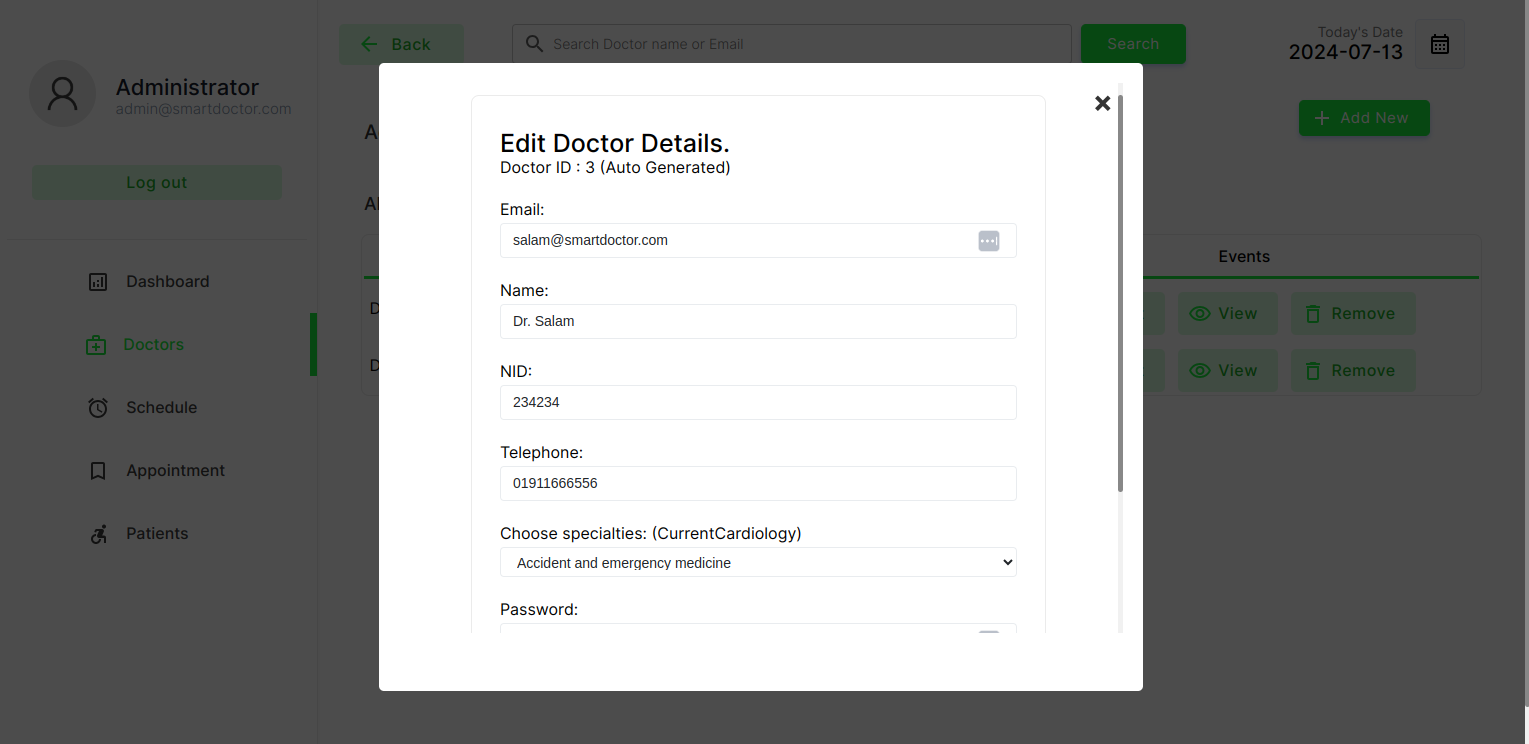 Administrator
admin@smartdoctor.com
Log out
Dashboard
Doctors
Schedule
Appointment
Patients
Back
Search Doctor name or Email
Search
Today's Date
2024-07-13
Add New
Edit Doctor Details.
Doctor ID : 3 (Auto Generated)
Email:
salam@smartdoctor.com
Name:
Dr. Salam
NID:
234234
Telephone:
01911666556
Choose specialties: (CurrentCardiology)
Accident and emergency medicine
Password:
Events
View Remove
View Remove